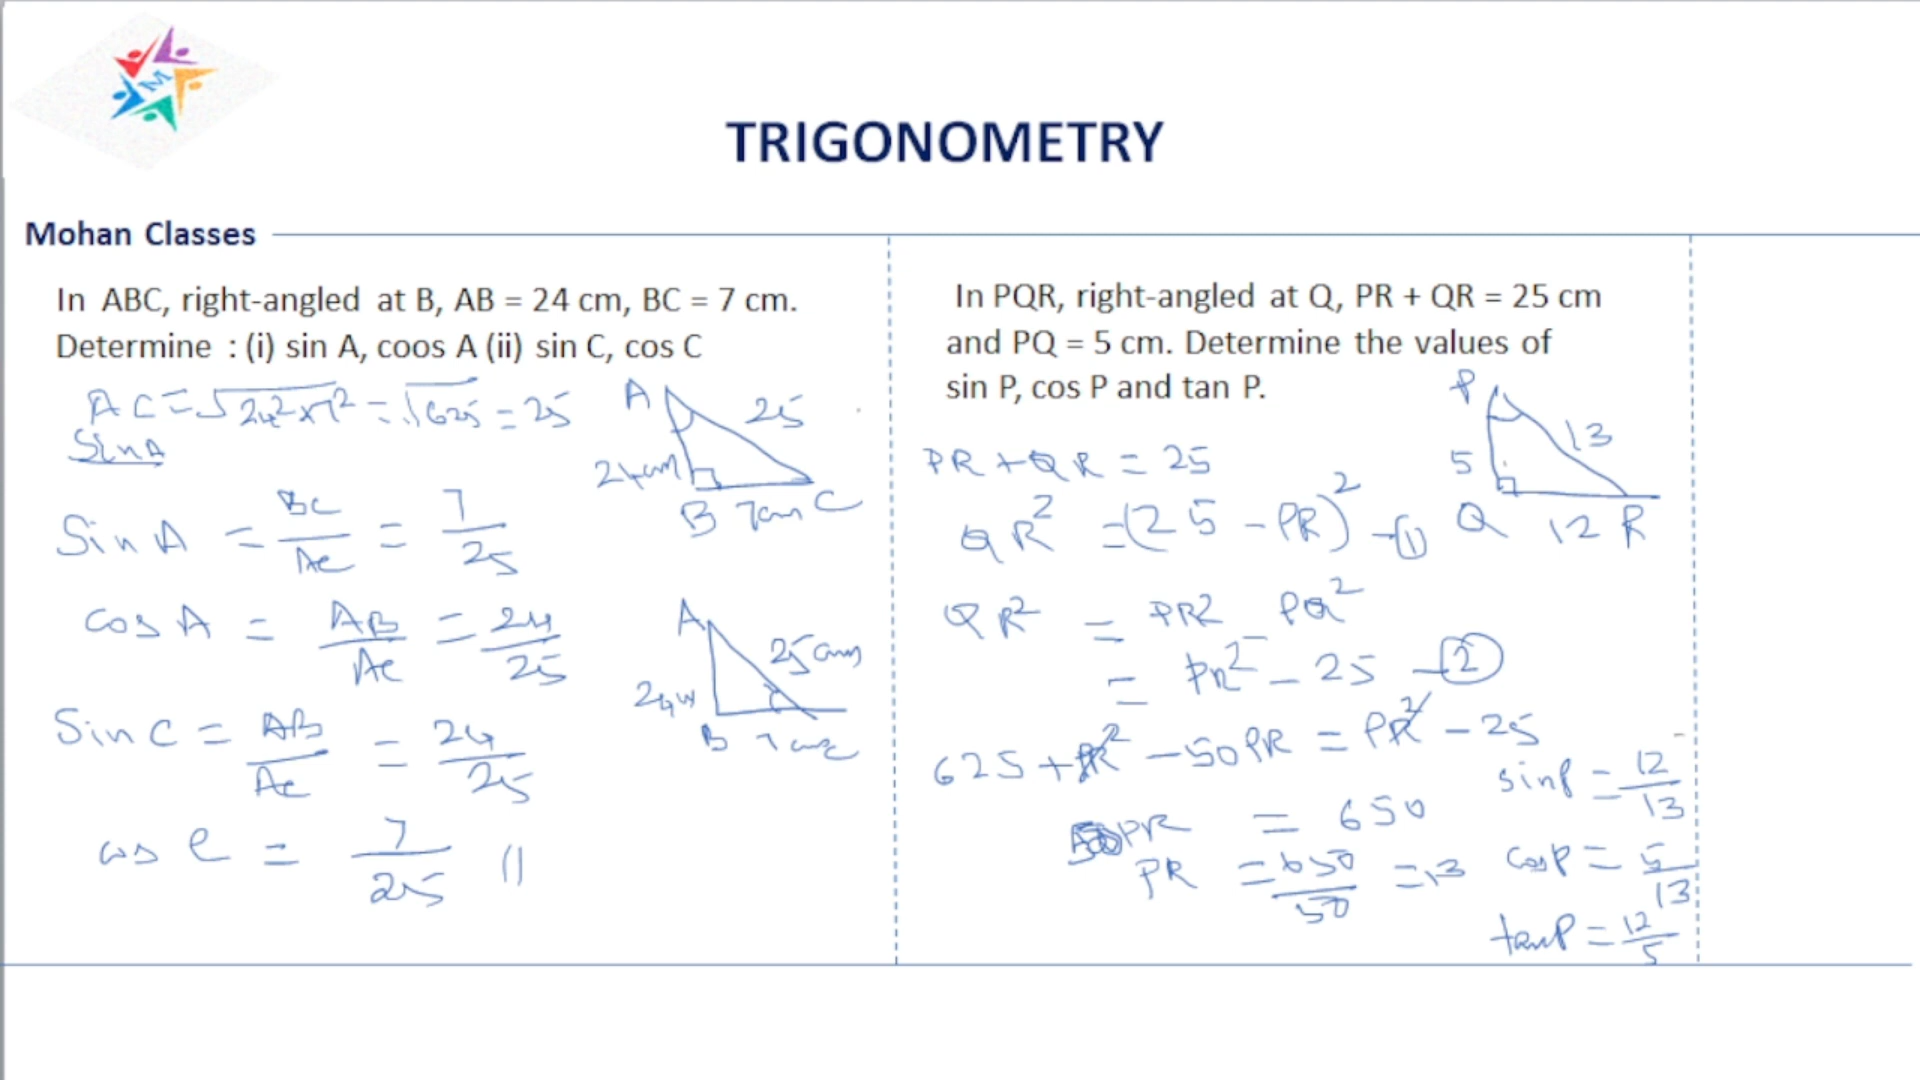 M
TRIGONOMETRY
Mohan Classes
In ABC, right-angled at B, AB = 24 cm, BC = 7 cm.
Determine : (i) sin A, coos A (ii) sin C, cos C
AC = √24²×7² = √625 = 25
Sin A
A
25
24cm
B 7cm C
Sin A = BC/AC = 7/25
cos A = AB/AC = 24/25
A
25cm
24cm
B 7cm C
Sin C = AB/AC = 24/25
cos C = 7/25
In PQR, right-angled at Q, PR + QR = 25 cm
and PQ = 5 cm. Determine the values of
sin P, cos P and tan P.
P
13
5
Q 12 R
PR + QR = 25
QR² = (25 - PR)² -①
QR² = PR² - PQ²
= PR² - 25 -②
625 + PR² - 50PR = PR² - 25
50PR = 650
PR = 650/50 = 13
sinP = 12/13
cosP = 5/13
tanP = 12/5